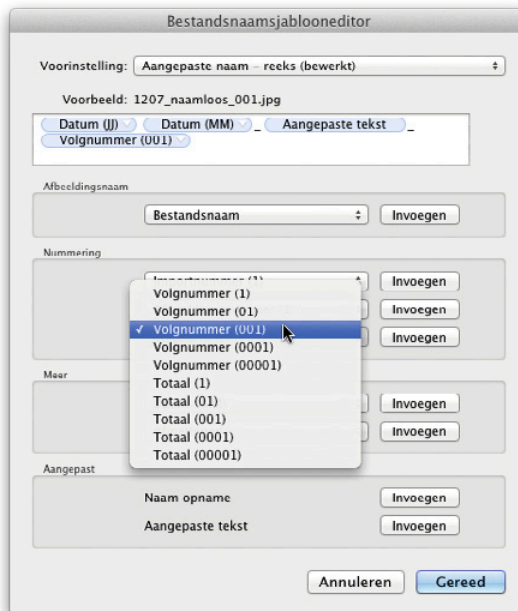 Bestandsnaamsjablooneditor
Voorinstelling: Aangepaste naam – reeks (bewerkt)
Voorbeeld: 1207_naamloos_001.jpg
Datum (JJ) Datum (MM) _ Aangepaste tekst _
Volgnummer (001)
Afbeeldingsnaam
Bestandsnaam Invoegen
Nummering
Importnummer (1) Invoegen
Volgnummer (1)
Volgnummer (01) Invoegen
✓ Volgnummer (001) Invoegen
Volgnummer (0001)
Volgnummer (00001)
Meer
Totaal (1)
Totaal (01) Invoegen
Totaal (001)
Totaal (0001) Invoegen
Totaal (00001)
Aangepast
Naam opname Invoegen
Aangepaste tekst Invoegen
Annuleren Gereed